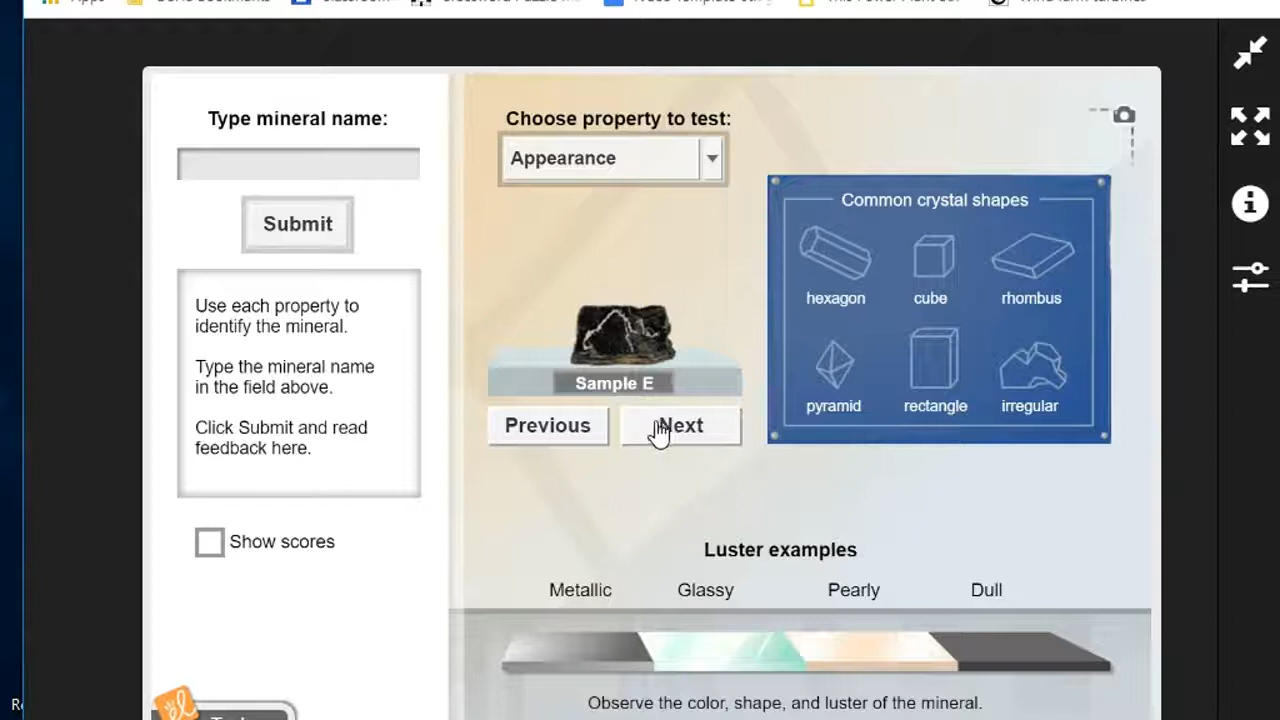 Apps
Type mineral name:
Submit
Use each property to
identify the mineral.
Type the mineral name
in the field above.
Click Submit and read
feedback here.
Show scores
Choose property to test:
Appearance
Sample E
Previous
Next
Common crystal shapes
hexagon cube rhombus
pyramid rectangle irregular
Luster examples
Metallic Glassy Pearly Dull
Observe the color, shape, and luster of the mineral.